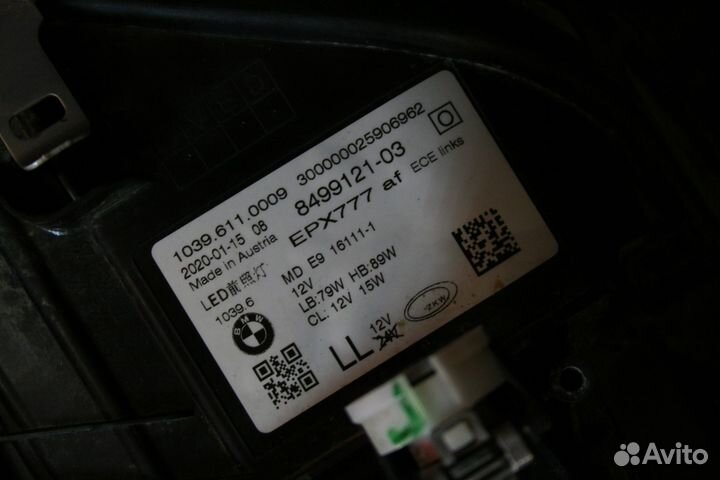 1039.611.0009 300000025906962
2020-01-15 08 8499121-03
Made in Austria EPX777 af ECE links
LED前照灯 MD E9 16111-1
1039.6 12V
LB:79W HB:89W
CL: 12V 15W
BMW
LL 12V
ZKW
Avito